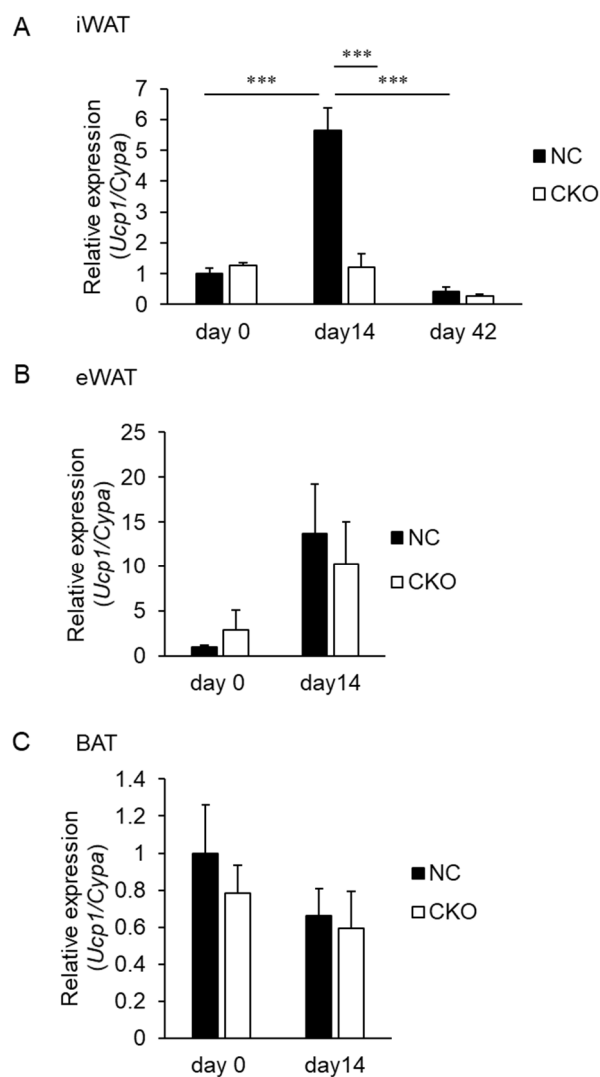 A iWAT
***
*** ***
Relative expression
(Ucp1/Cypa)
7
6
5
4
3
2
1
0
day 0 day14 day 42
NC
CKO
B eWAT
Relative expression
(Ucp1/Cypa)
25
20
15
10
5
0
day 0 day14
NC
CKO
C BAT
Relative expression
(Ucp1/Cypa)
1.4
1.2
1
0.8
0.6
0.4
0.2
0
day 0 day14
NC
CKO